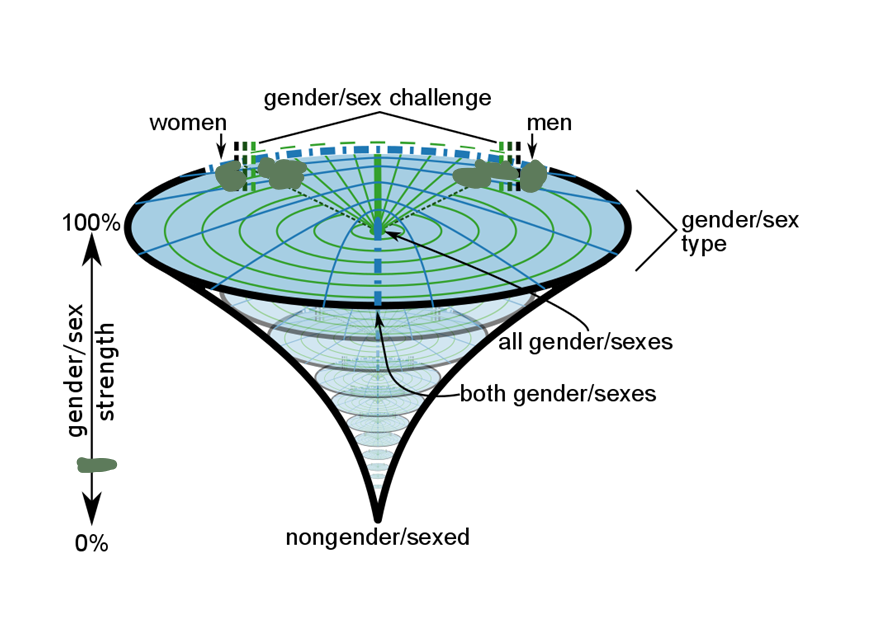 gender/sex challenge
women
men
100%
gender/sex
type
gender/sex
strength
all gender/sexes
both gender/sexes
nongender/sexed
0%